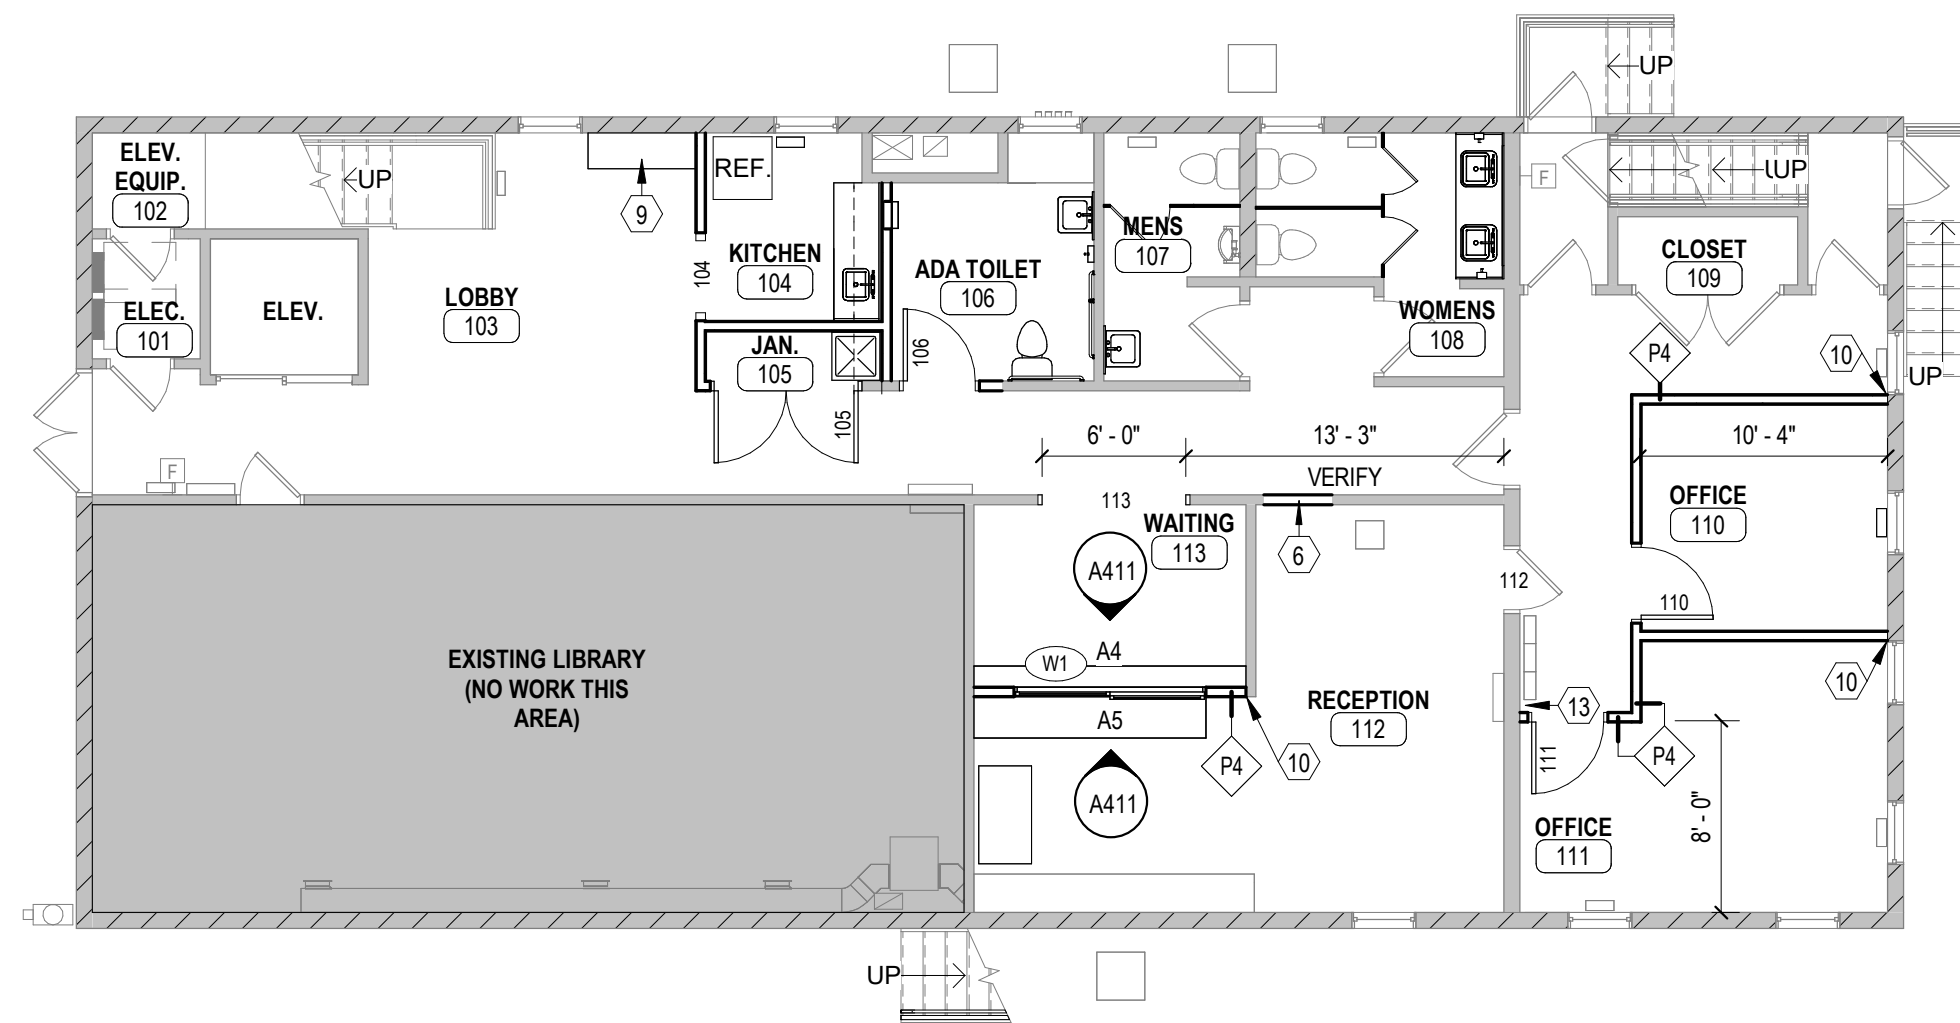 UP
ELEV.
EQUIP.
102
UP
REF.
9
F
UP
MENS
107
KITCHEN
104
104
ADA TOILET
106
CLOSET
109
LOBBY
103
ELEC.
101
ELEV.
WOMENS
108
JAN.
105
106
P4
10
UP
105
6' - 0"
13' - 3"
10' - 4"
F
VERIFY
113
WAITING
113
OFFICE
110
6
A411
112
110
EXISTING LIBRARY
(NO WORK THIS
AREA)
W1
A4
A5
RECEPTION
112
13
10
P4
10
111
P4
A411
8' - 0"
OFFICE
111
UP